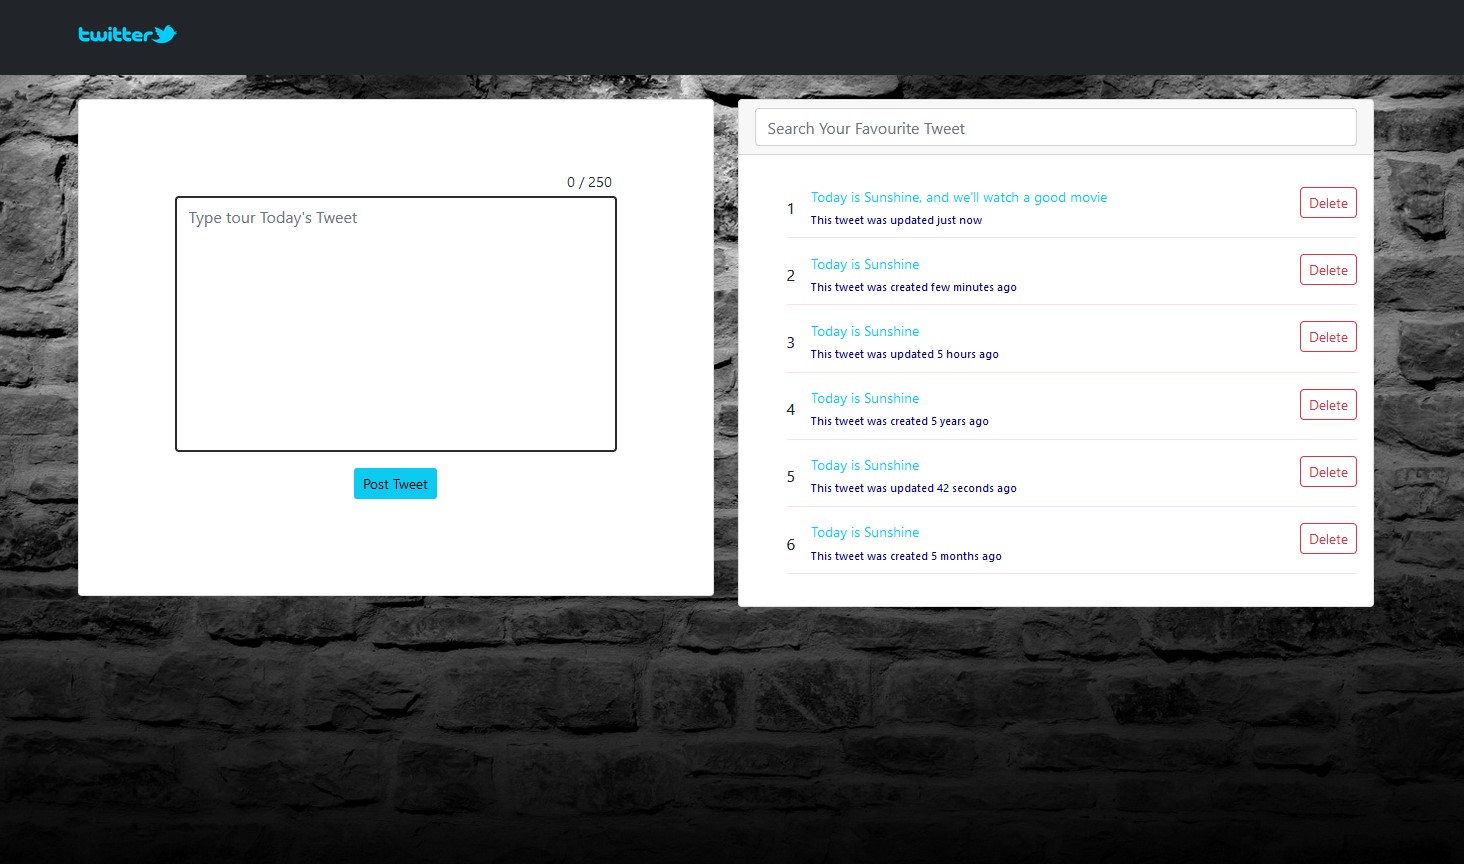 twitter
0 / 250
Type tour Today's Tweet
Post Tweet
Search Your Favourite Tweet
1
Today is Sunshine, and we'll watch a good movie
This tweet was updated just now
Delete
2
Today is Sunshine
This tweet was created few minutes ago
Delete
3
Today is Sunshine
This tweet was updated 5 hours ago
Delete
4
Today is Sunshine
This tweet was created 5 years ago
Delete
5
Today is Sunshine
This tweet was updated 42 seconds ago
Delete
6
Today is Sunshine
This tweet was created 5 months ago
Delete